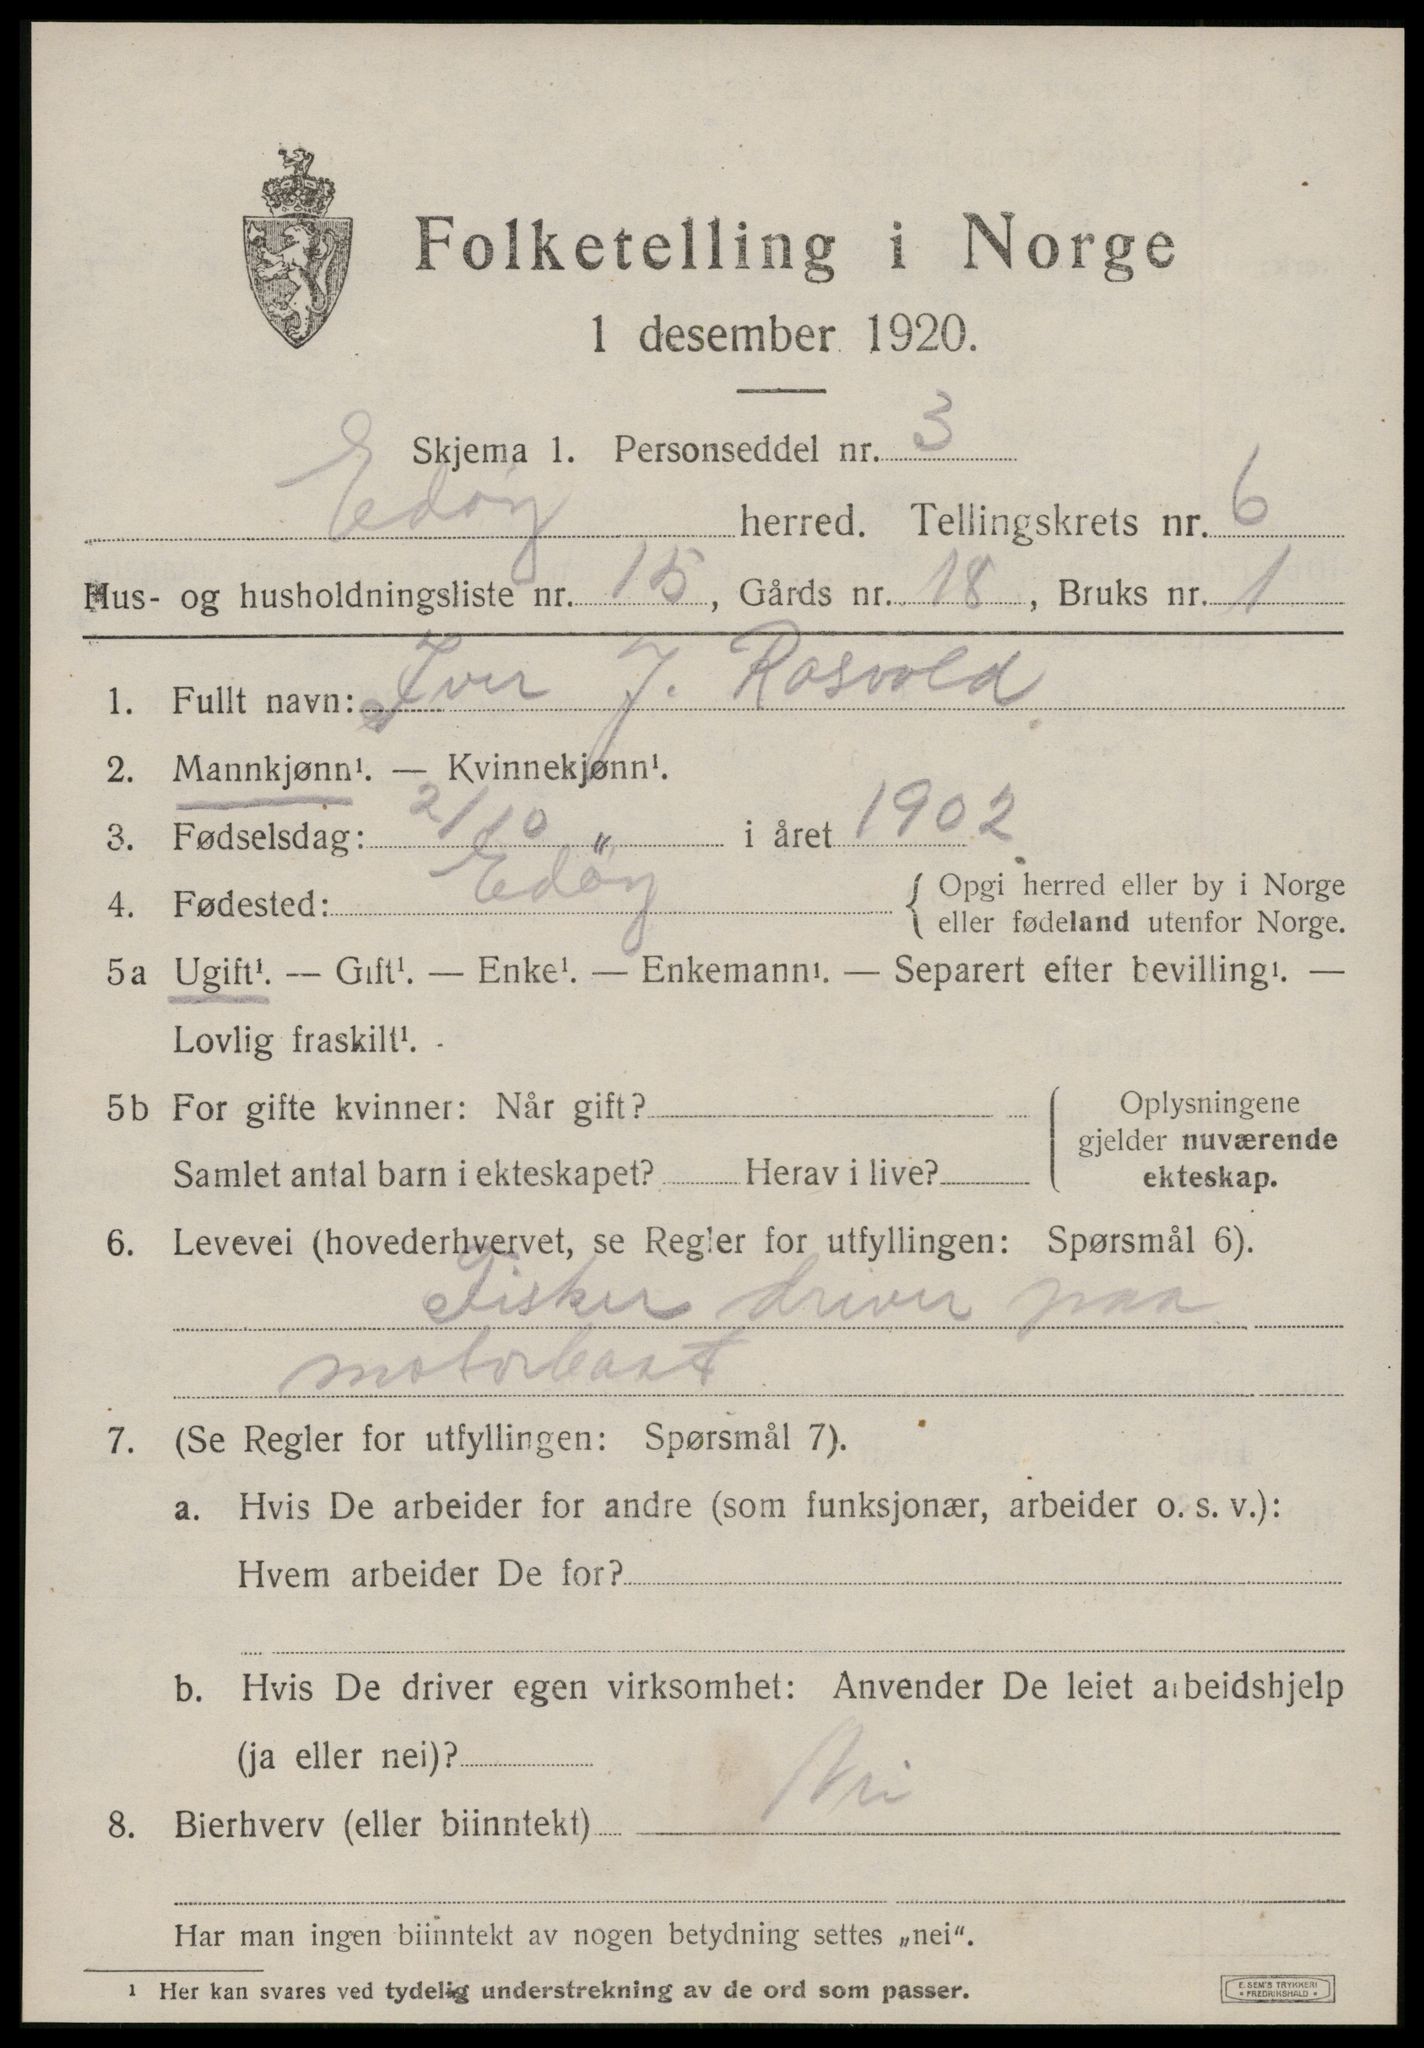 Folketelling i Norge
1 desember 1920.
Skjema 1. Personseddel nr. 3
Edøy herred. Tellingskrets nr. 6
Hus- og husholdningsliste nr. 15, Gårds nr. 18, Bruks nr. 1
1. Fullt navn: Iver J. Rosvold
2. Mannkjønn¹. — Kvinnekjønn¹.
3. Fødselsdag: 2/10 " i året 1902
4. Fødested: Edöy { Opgi herred eller by i Norge
eller fødeland utenfor Norge.
5a Ugift¹. — Gift¹. — Enke¹. — Enkemann¹. — Separert efter bevilling¹. —
Lovlig fraskilt¹.
5b For gifte kvinner: Når gift?
Samlet antal barn i ekteskapet? Herav i live?
Oplysningene
gjelder nuværende
ekteskap.
6. Levevei (hovederhvervet, se Regler for utfyllingen: Spørsmål 6).
Fisker driver paa
motorbaat
7. (Se Regler for utfyllingen: Spørsmål 7).
a. Hvis De arbeider for andre (som funksjonær, arbeider o. s. v.):
Hvem arbeider De for?
b. Hvis De driver egen virksomhet: Anvender De leiet arbeidshjelp
(ja eller nei)?
8. Bierhverv (eller biinntekt) Nei
Har man ingen biinntekt av nogen betydning settes „nei".
¹ Her kan svares ved tydelig understrekning av de ord som passer.
E. SEM'S TRYKKERI
* FREDRIKSHALD *